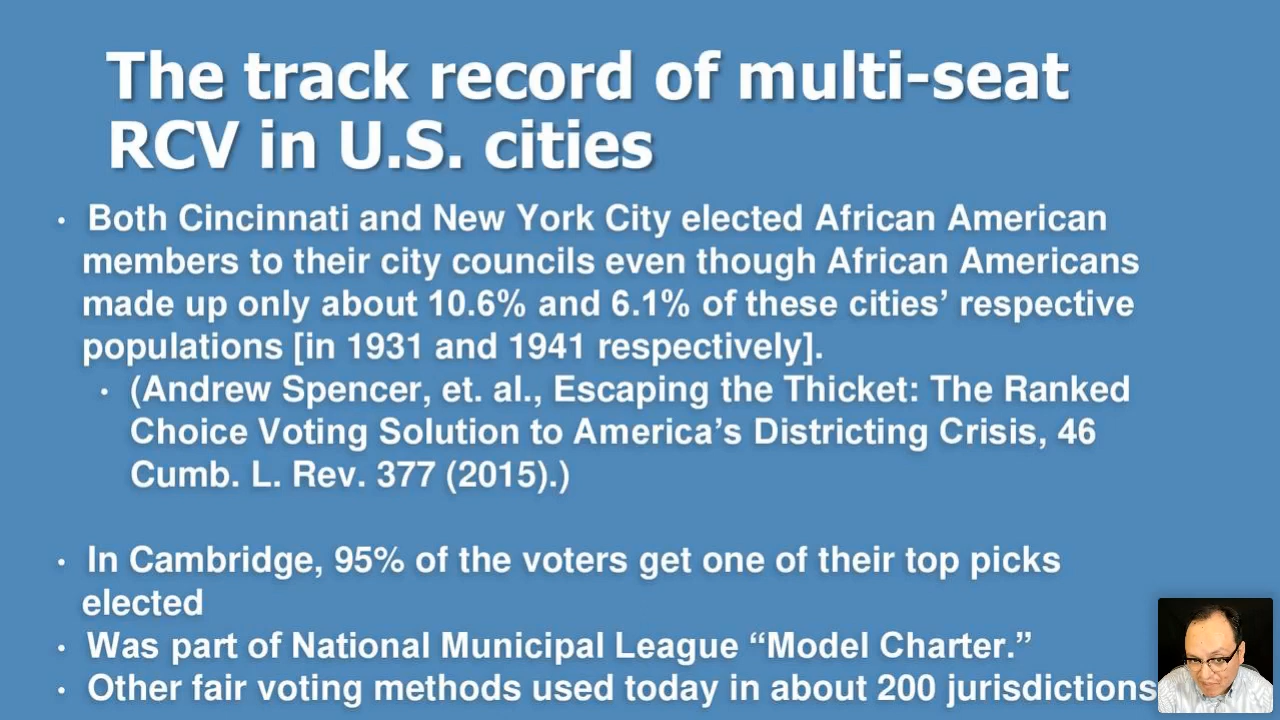 The track record of multi-seat
RCV in U.S. cities
• Both Cincinnati and New York City elected African American
members to their city councils even though African Americans
made up only about 10.6% and 6.1% of these cities’ respective
populations [in 1931 and 1941 respectively].
• (Andrew Spencer, et. al., Escaping the Thicket: The Ranked
Choice Voting Solution to America’s Districting Crisis, 46
Cumb. L. Rev. 377 (2015).)
• In Cambridge, 95% of the voters get one of their top picks
elected
• Was part of National Municipal League “Model Charter.”
• Other fair voting methods used today in about 200 jurisdictions